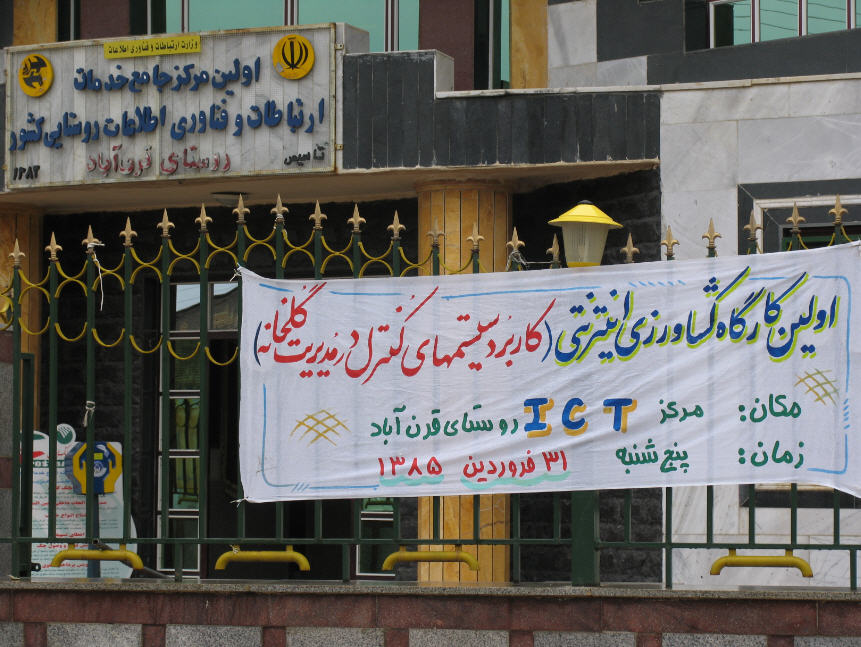 وزارت ارتباطات و فناوری اطلاعات
اولین مرکز جامع خدمات
ارتباطات و فناوری اطلاعات روستایی کشور
روستای قرن آباد
تاسیس ۱۳۸۳
اولین کارگاه کشاورزی اینترنتی (کاربرد سیستمهای کنترل در مدیریت گلخانه)
مکان: مرکز ICT روستای قرن آباد
زمان: پنج شنبه ۳۱ فروردین ۱۳۸۵